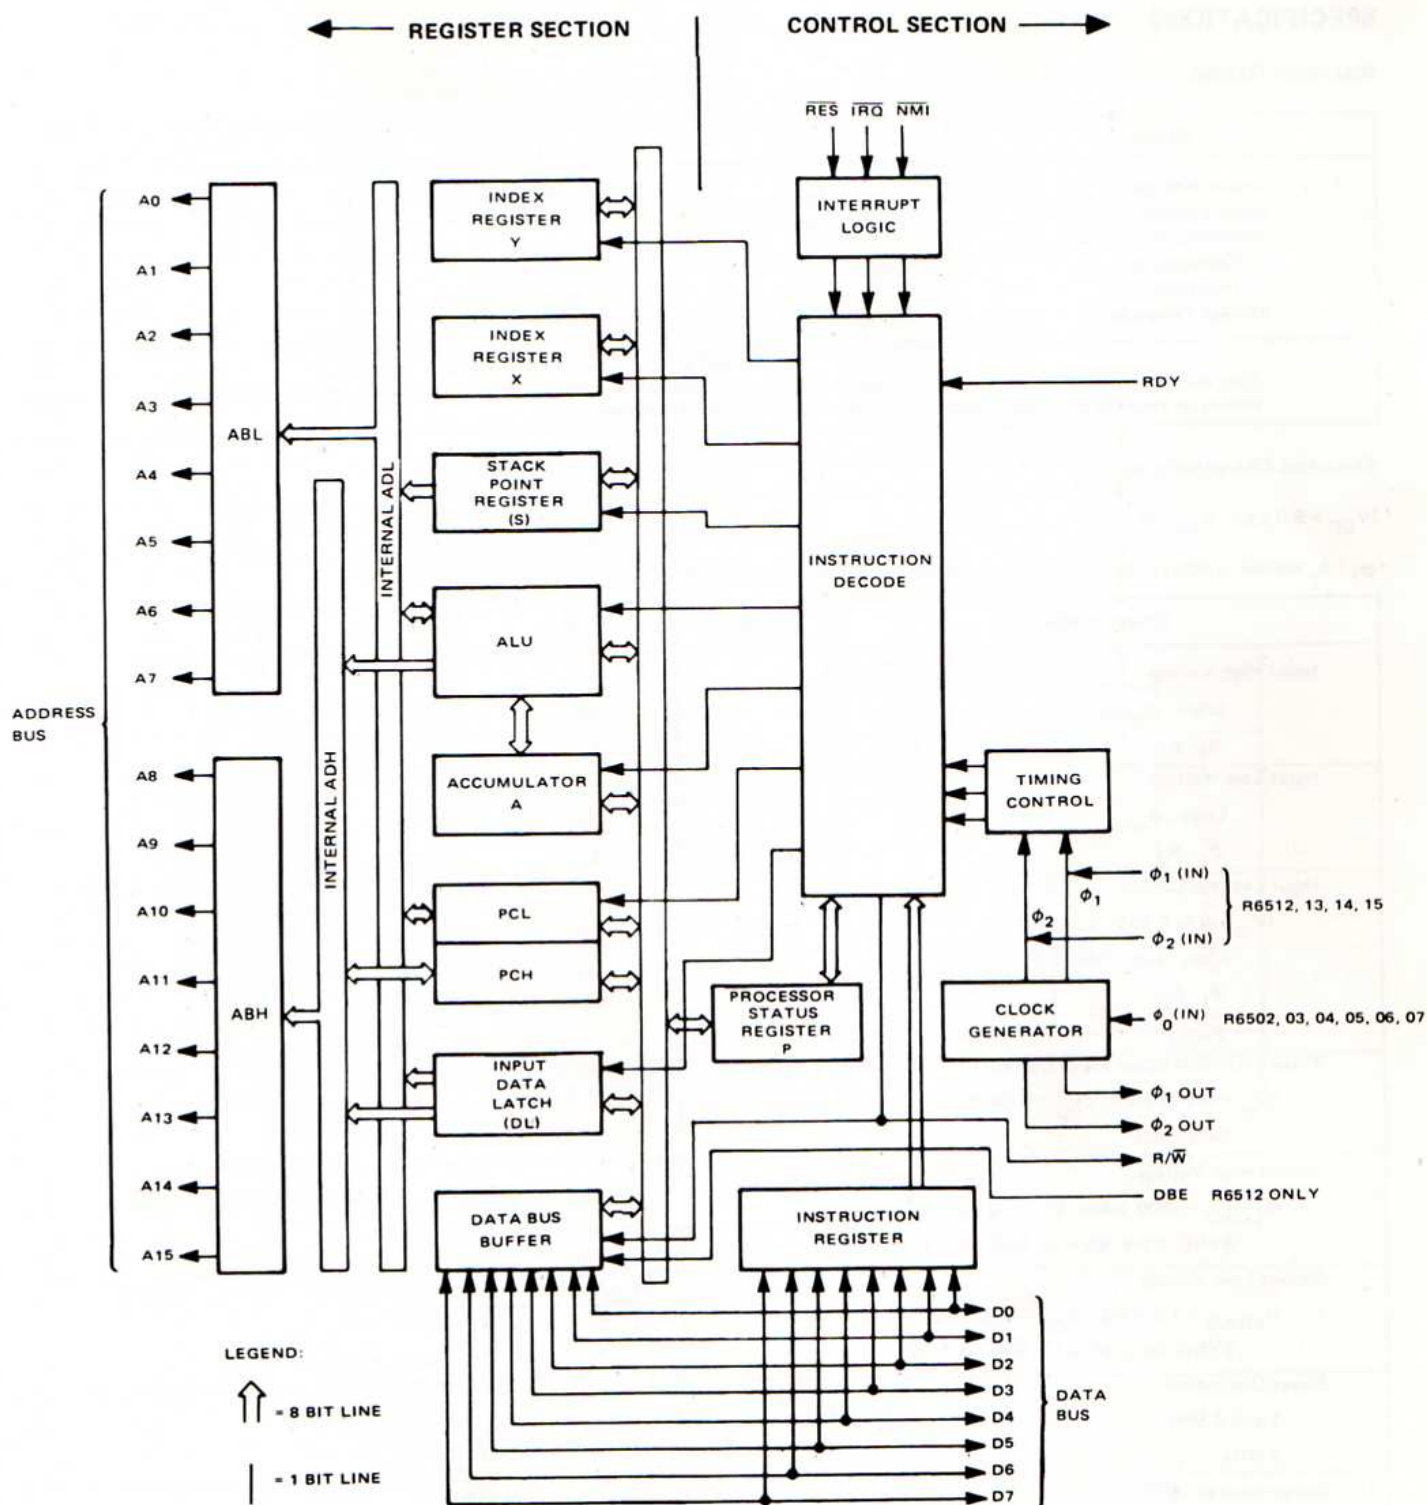 REGISTER SECTION
CONTROL SECTION
RES IRQ NMI
INTERRUPT
LOGIC
INDEX
REGISTER
Y
INDEX
REGISTER
X
STACK
POINT
REGISTER
(S)
ALU
ACCUMULATOR
A
PCL
PCH
INPUT
DATA
LATCH
(DL)
DATA BUS
BUFFER
A0
A1
A2
A3
A4
A5
A6
A7
ADDRESS
BUS
A8
A9
A10
A11
A12
A13
A14
A15
ABL
ABH
INTERNAL ADL
INTERNAL ADH
INSTRUCTION
DECODE
RDY
TIMING
CONTROL
ϕ1 (IN)
ϕ1
ϕ2
ϕ2 (IN)
R6512, 13, 14, 15
PROCESSOR
STATUS
REGISTER
P
CLOCK
GENERATOR
ϕ0 (IN) R6502, 03, 04, 05, 06, 07
ϕ1 OUT
ϕ2 OUT
R/W̅
DBE R6512 ONLY
INSTRUCTION
REGISTER
D0
D1
D2
D3
D4
D5
D6
D7
DATA
BUS
LEGEND:
= 8 BIT LINE
= 1 BIT LINE